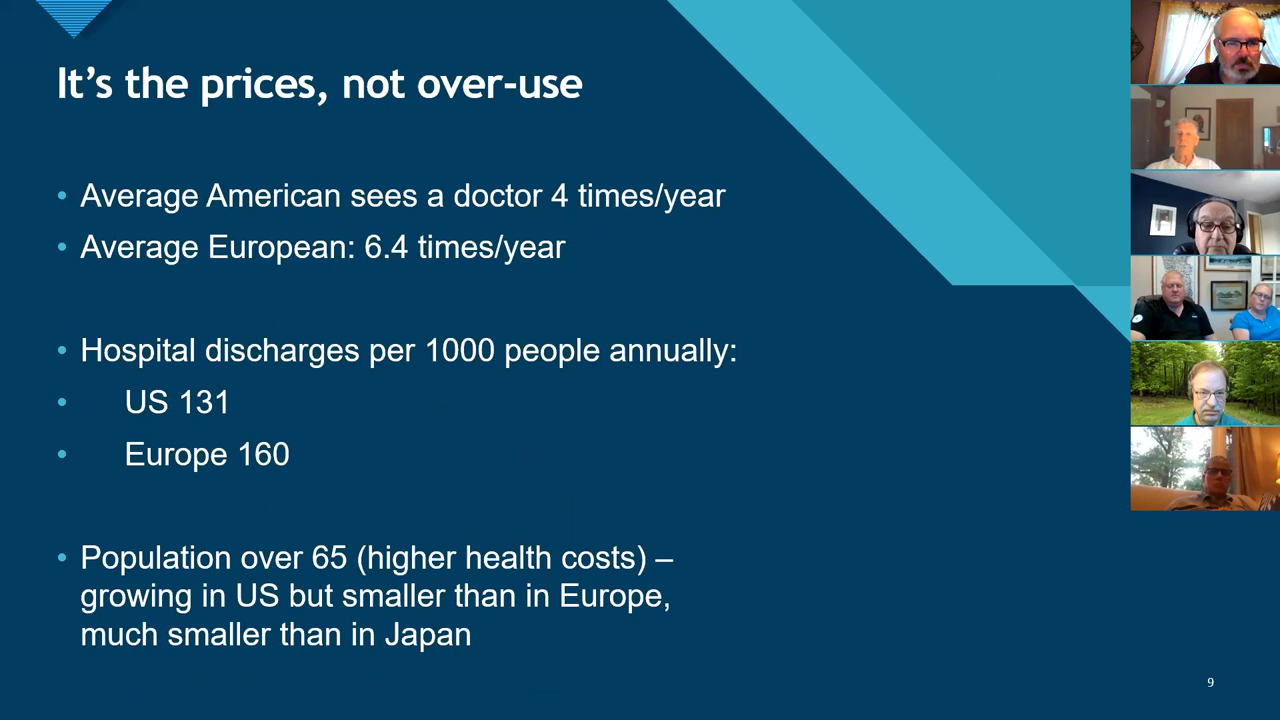 It's the prices, not over-use
• Average American sees a doctor 4 times/year
• Average European: 6.4 times/year
• Hospital discharges per 1000 people annually:
• US 131
• Europe 160
• Population over 65 (higher health costs) –
growing in US but smaller than in Europe,
much smaller than in Japan
9